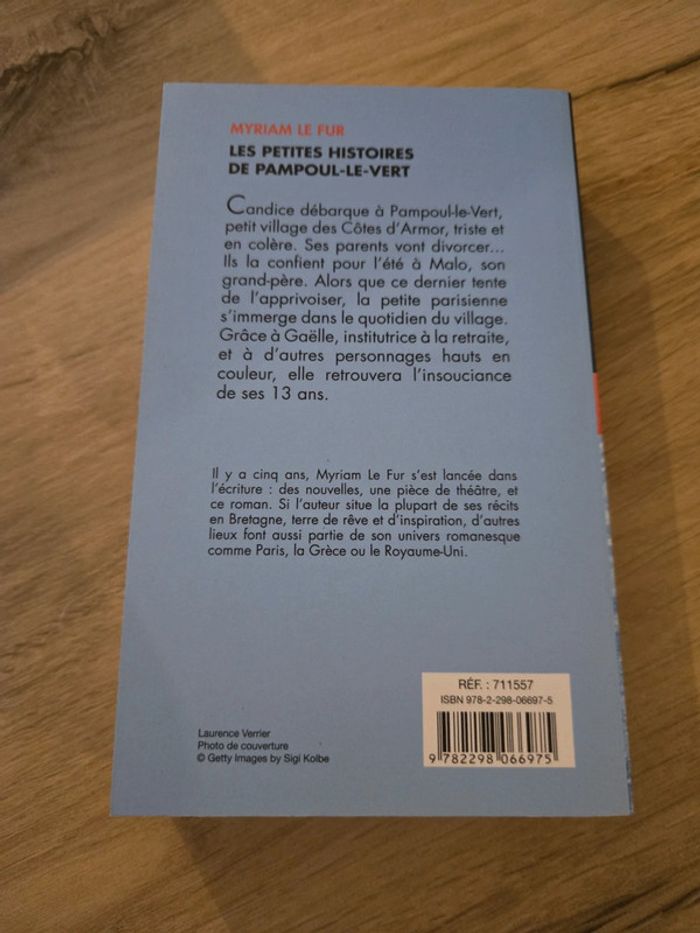 MYRIAM LE FUR
LES PETITES HISTOIRES
DE PAMPOUL-LE-VERT
Candice débarque à Pampoul-le-Vert,
petit village des Côtes d'Armor, triste et
en colère. Ses parents vont divorcer...
Ils la confient pour l'été à Malo, son
grand-père. Alors que ce dernier tente
de l'apprivoiser, la petite parisienne
s'immerge dans le quotidien du village.
Grâce à Gaëlle, institutrice à la retraite,
et à d'autres personnages hauts en
couleur, elle retrouvera l'insouciance
de ses 13 ans.
Il y a cinq ans, Myriam Le Fur s'est lancée dans
l'écriture : des nouvelles, une pièce de théâtre, et
ce roman. Si l'auteur situe la plupart de ses récits
en Bretagne, terre de rêve et d'inspiration, d'autres
lieux font aussi partie de son univers romanesque
comme Paris, la Grèce ou le Royaume-Uni.
RÉF. : 711557
ISBN 978-2-298-06697-5
9 782298 066975
Laurence Verrier
Photo de couverture
© Getty Images by Sigi Kolbe